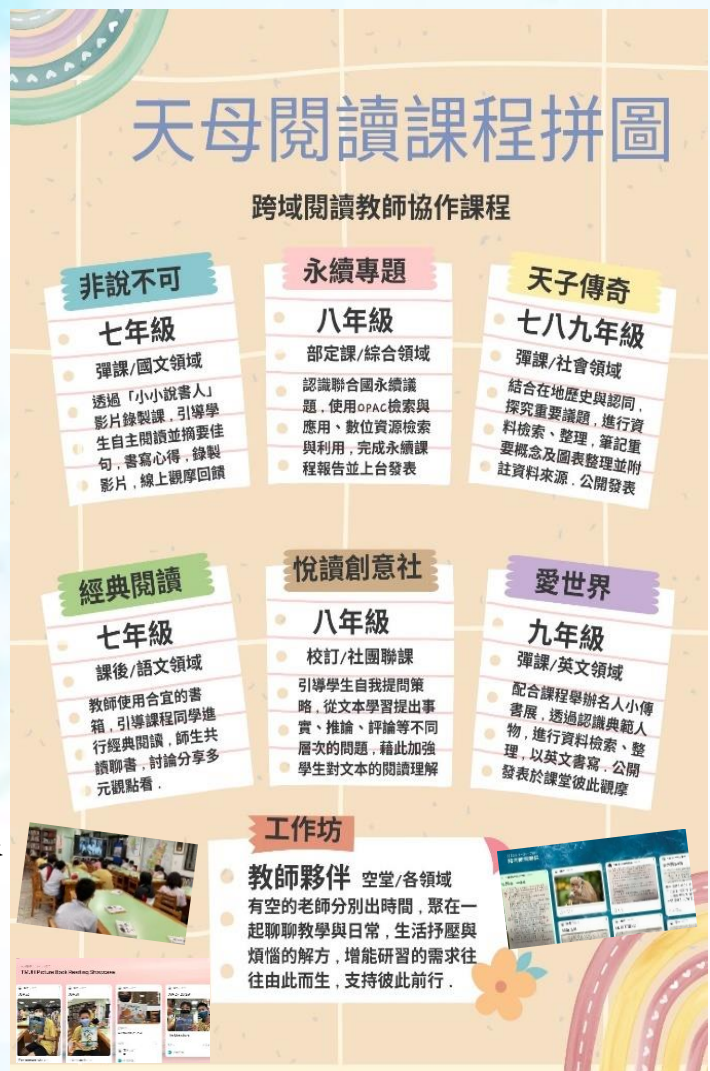 天母閱讀課程拼圖
跨域閱讀教師協作課程
非說不可
七年級
彈課/國文領域
透過「小小說書人」
影片錄製課，引導學
生自主閱讀並摘要佳
句，書寫心得，錄製
影片，線上觀摩回饋
永續專題
八年級
部定課/綜合領域
認識聯合國永續議
題，使用OPAC檢索與
應用、數位資源檢索
與利用，完成永續課
程報告並上台發表
天子傳奇
七八九年級
彈課/社會領域
結合在地歷史與認同，
探究重要議題，進行資
料檢索、整理，筆記重
要概念及圖表整理並附
註資料來源．公開發表
經典閱讀
七年級
課後/語文領域
教師使用合宜的書
箱，引導課程同學進
行經典閱讀，師生共
讀聊書，討論分享多
元觀點看．
悅讀創意社
八年級
校訂/社團聯課
引導學生自我提問策
略，從文本學習提出事
實、推論、評論等不同
層次的問題，藉此加強
學生對文本的閱讀理解
愛世界
九年級
彈課/英文領域
配合課程舉辦名人小傳
書展，透過認識典範人
物，進行資料檢索、整
理，以英文書寫．公開
發表於課堂彼此觀摩
工作坊
教師夥伴 空堂/各領域
有空的老師分別出時間，聚在一
起聊聊教學與日常，生活抒壓與
煩惱的解方，增能研習的需求往
往由此而生，支持彼此前行．
TMJH Picture Book Reading Showcase